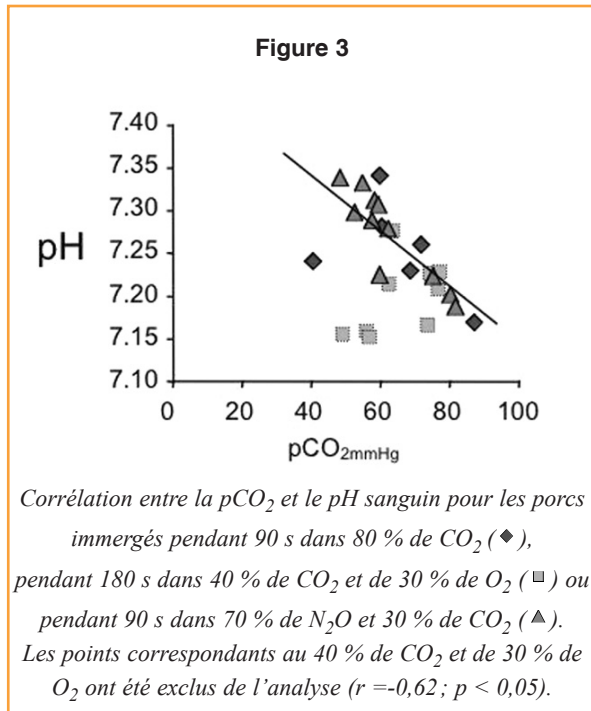 Figure 3
7.40
7.35
7.30
pH
7.25
7.20
7.15
7.10
0 20 40 60 80 100
pCO2mmHg
Corrélation entre la pCO2 et le pH sanguin pour les porcs
immergés pendant 90 s dans 80 % de CO2 (◆),
pendant 180 s dans 40 % de CO2 et de 30 % de O2 (■) ou
pendant 90 s dans 70 % de N2O et 30 % de CO2 (▲).
Les points correspondants au 40 % de CO2 et de 30 % de
O2 ont été exclus de l'analyse (r =-0,62 ; p < 0,05).